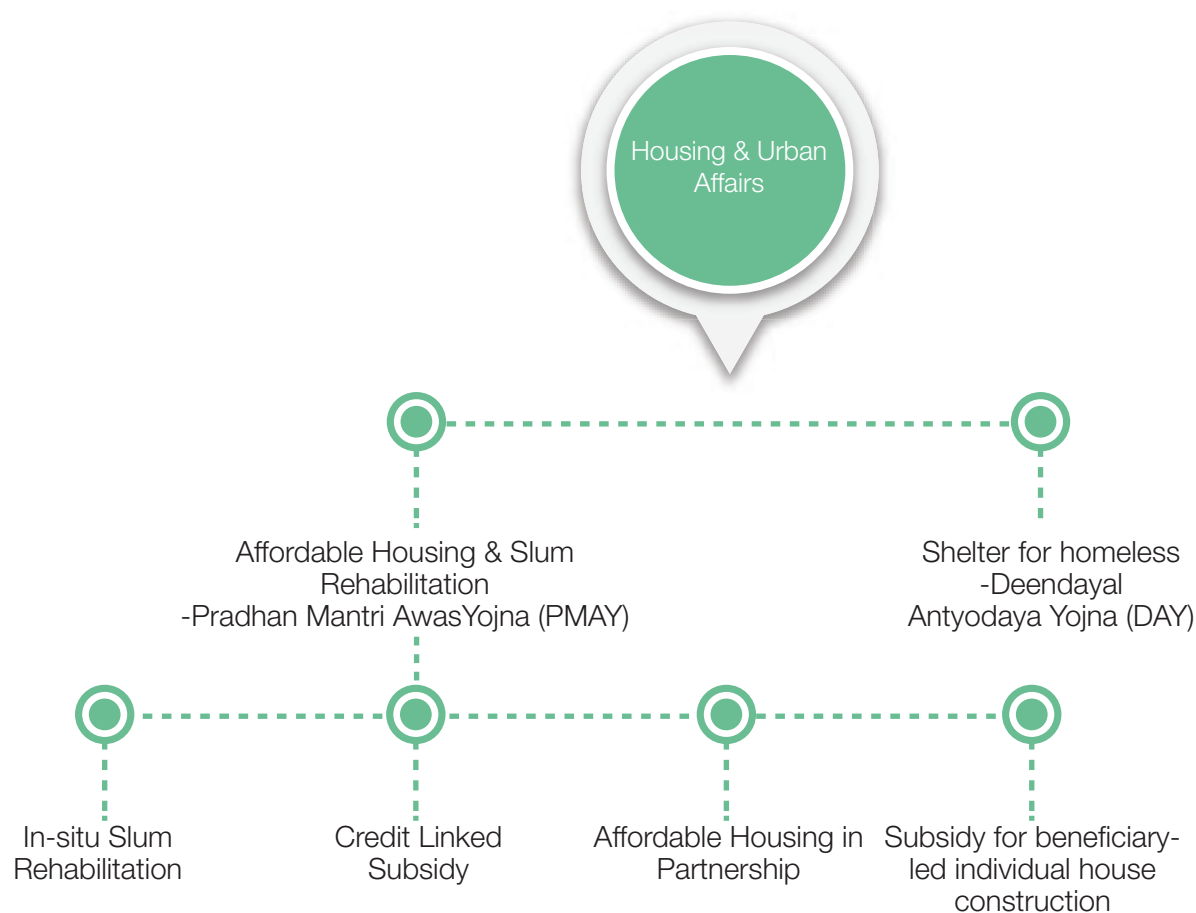 Housing & Urban
Affairs
Affordable Housing & Slum
Rehabilitation
-Pradhan Mantri AwasYojna (PMAY)
Shelter for homeless
-Deendayal
Antyodaya Yojna (DAY)
In-situ Slum
Rehabilitation
Credit Linked
Subsidy
Affordable Housing in
Partnership
Subsidy for beneficiary-
led individual house
construction